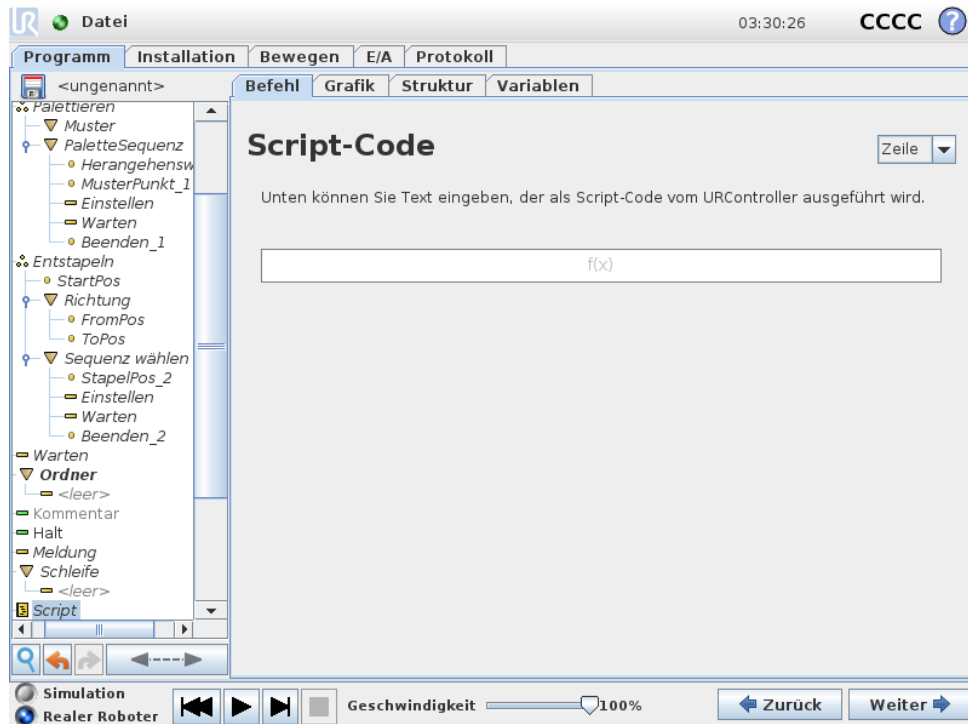 UR Datei 03:30:26 CCCC ?
Programm Installation Bewegen E/A Protokoll
<ungenannt>
Befehl Grafik Struktur Variablen
Palettieren
Muster
PaletteSequenz
Herangehensw
MusterPunkt_1
Einstellen
Warten
Beenden_1
Entstapeln
StartPos
Richtung
FromPos
ToPos
Sequenz wählen
StapelPos_2
Einstellen
Warten
Beenden_2
Warten
Ordner
<leer>
Kommentar
Halt
Meldung
Schleife
<leer>
Script
Script-Code
Zeile
Unten können Sie Text eingeben, der als Script-Code vom URController ausgeführt wird.
f(x)
Simulation
Realer Roboter
Geschwindigkeit 100%
Zurück Weiter